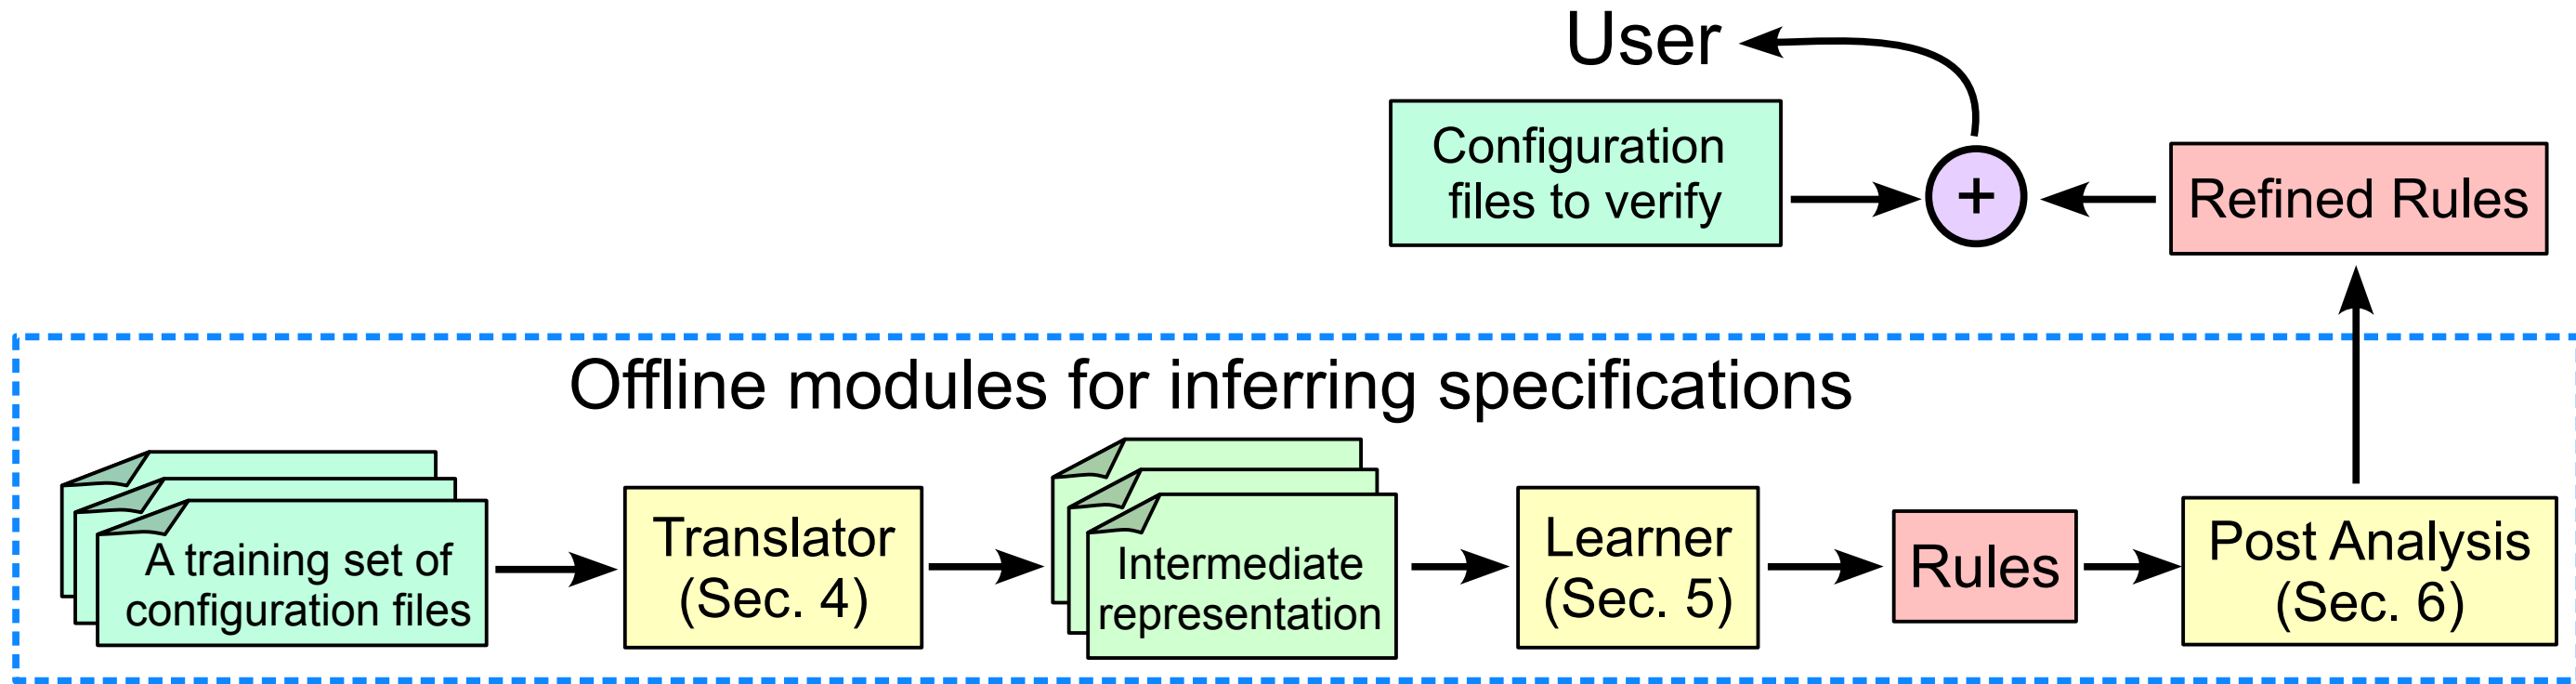 User
Configuration
files to verify
+
Refined Rules
Offline modules for inferring specifications
A training set of
configuration files
Translator
(Sec. 4)
Intermediate
representation
Learner
(Sec. 5)
Rules
Post Analysis
(Sec. 6)